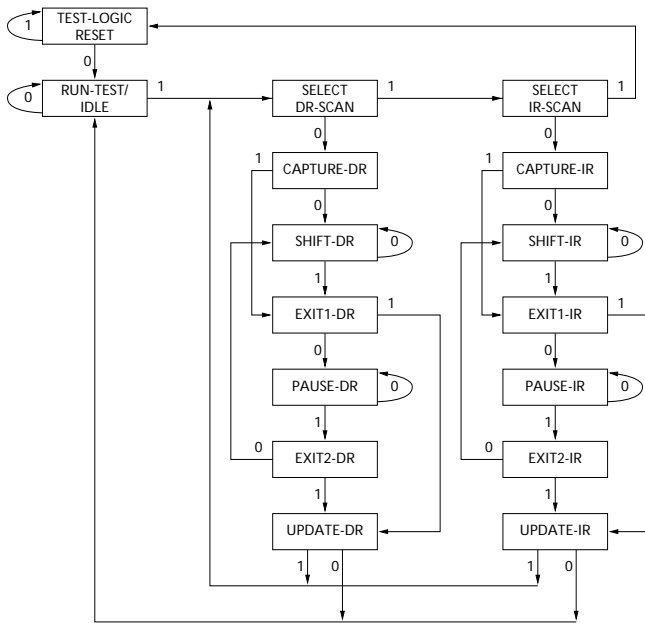 1
TEST-LOGIC
RESET
0
0
RUN-TEST/
IDLE
1
SELECT
DR-SCAN
1
SELECT
IR-SCAN
1
0
0
1
CAPTURE-DR
1
CAPTURE-IR
0
0
SHIFT-DR
0
SHIFT-IR
0
1
1
EXIT1-DR
1
EXIT1-IR
1
0
0
PAUSE-DR
0
PAUSE-IR
0
1
1
0
EXIT2-DR
0
EXIT2-IR
1
1
UPDATE-DR
UPDATE-IR
1
0
1
0